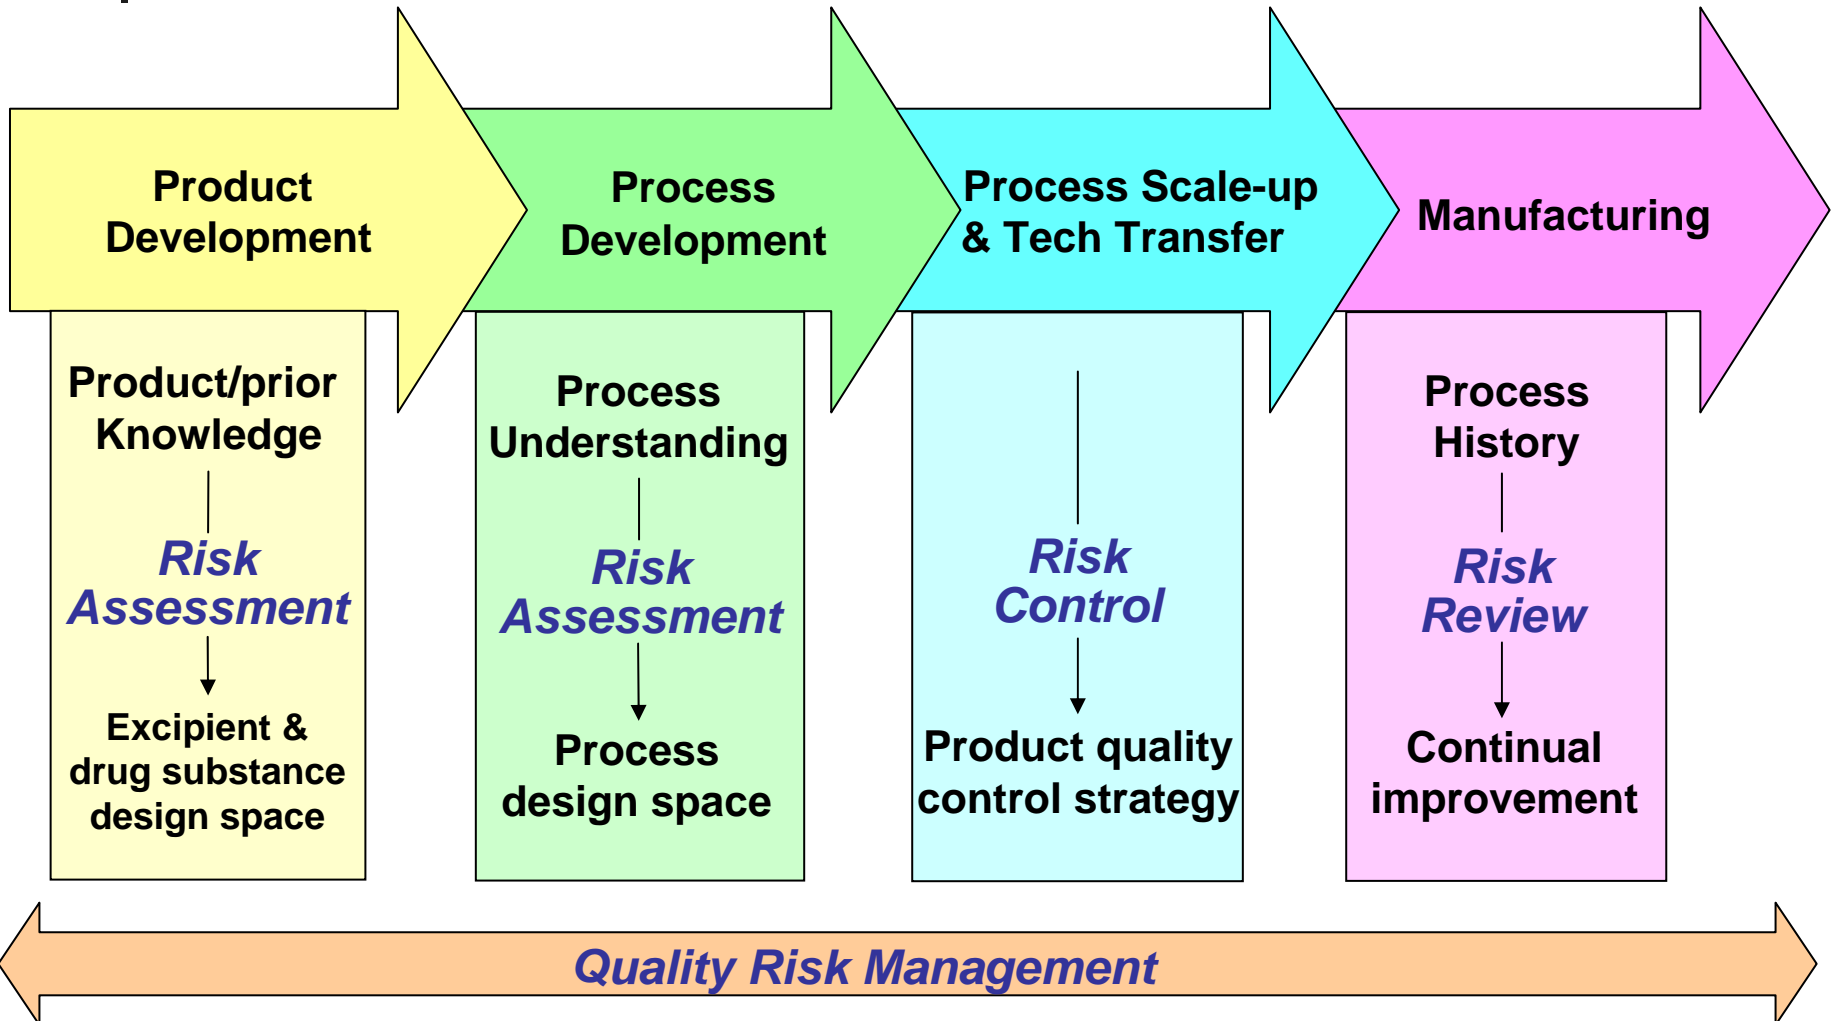 Product
Development
Process
Development
Process Scale-up
& Tech Transfer
Manufacturing
Product/prior
Knowledge
Risk
Assessment
Excipient &
drug substance
design space
Process
Understanding
Risk
Assessment
Process
design space
Risk
Control
Product quality
control strategy
Process
History
Risk
Review
Continual
improvement
Quality Risk Management